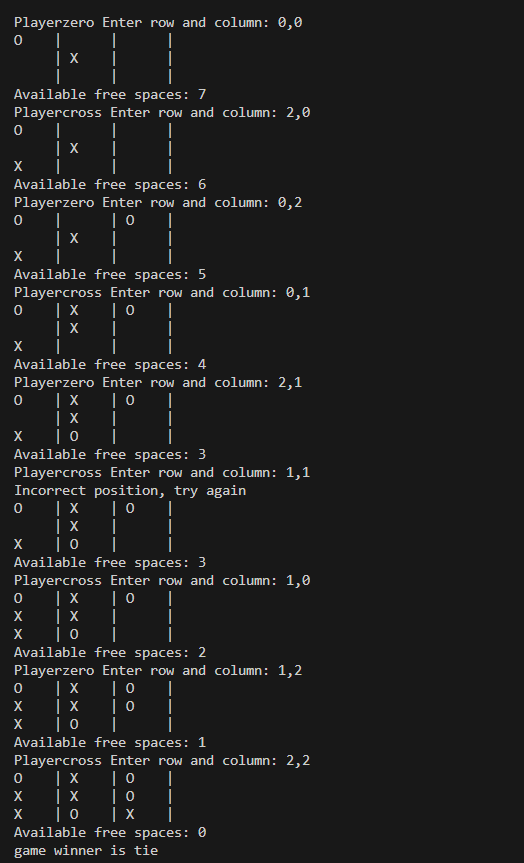 Playerzero Enter row and column: 0,0
O    |      |      |
     | X    |      |
     |      |      |
Available free spaces: 7
Playercross Enter row and column: 2,0
O    |      |      |
     | X    |      |
X    |      |      |
Available free spaces: 6
Playerzero Enter row and column: 0,2
O    |      | O    |
     | X    |      |
X    |      |      |
Available free spaces: 5
Playercross Enter row and column: 0,1
O    | X    | O    |
     | X    |      |
X    |      |      |
Available free spaces: 4
Playerzero Enter row and column: 2,1
O    | X    | O    |
     | X    |      |
X    | O    |      |
Available free spaces: 3
Playercross Enter row and column: 1,1
Incorrect position, try again
O    | X    | O    |
     | X    |      |
X    | O    |      |
Available free spaces: 3
Playercross Enter row and column: 1,0
O    | X    | O    |
X    | X    |      |
X    | O    |      |
Available free spaces: 2
Playerzero Enter row and column: 1,2
O    | X    | O    |
X    | X    | O    |
X    | O    |      |
Available free spaces: 1
Playercross Enter row and column: 2,2
O    | X    | O    |
X    | X    | O    |
X    | O    | X    |
Available free spaces: 0
game winner is tie